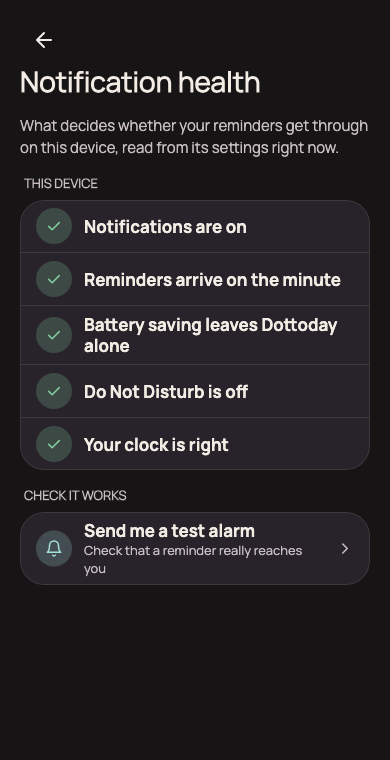 Notification health
What decides whether your reminders get through
on this device, read from its settings right now.
THIS DEVICE
Notifications are on
Reminders arrive on the minute
Battery saving leaves Dottoday
alone
Do Not Disturb is off
Your clock is right
CHECK IT WORKS
Send me a test alarm
Check that a reminder really reaches
you